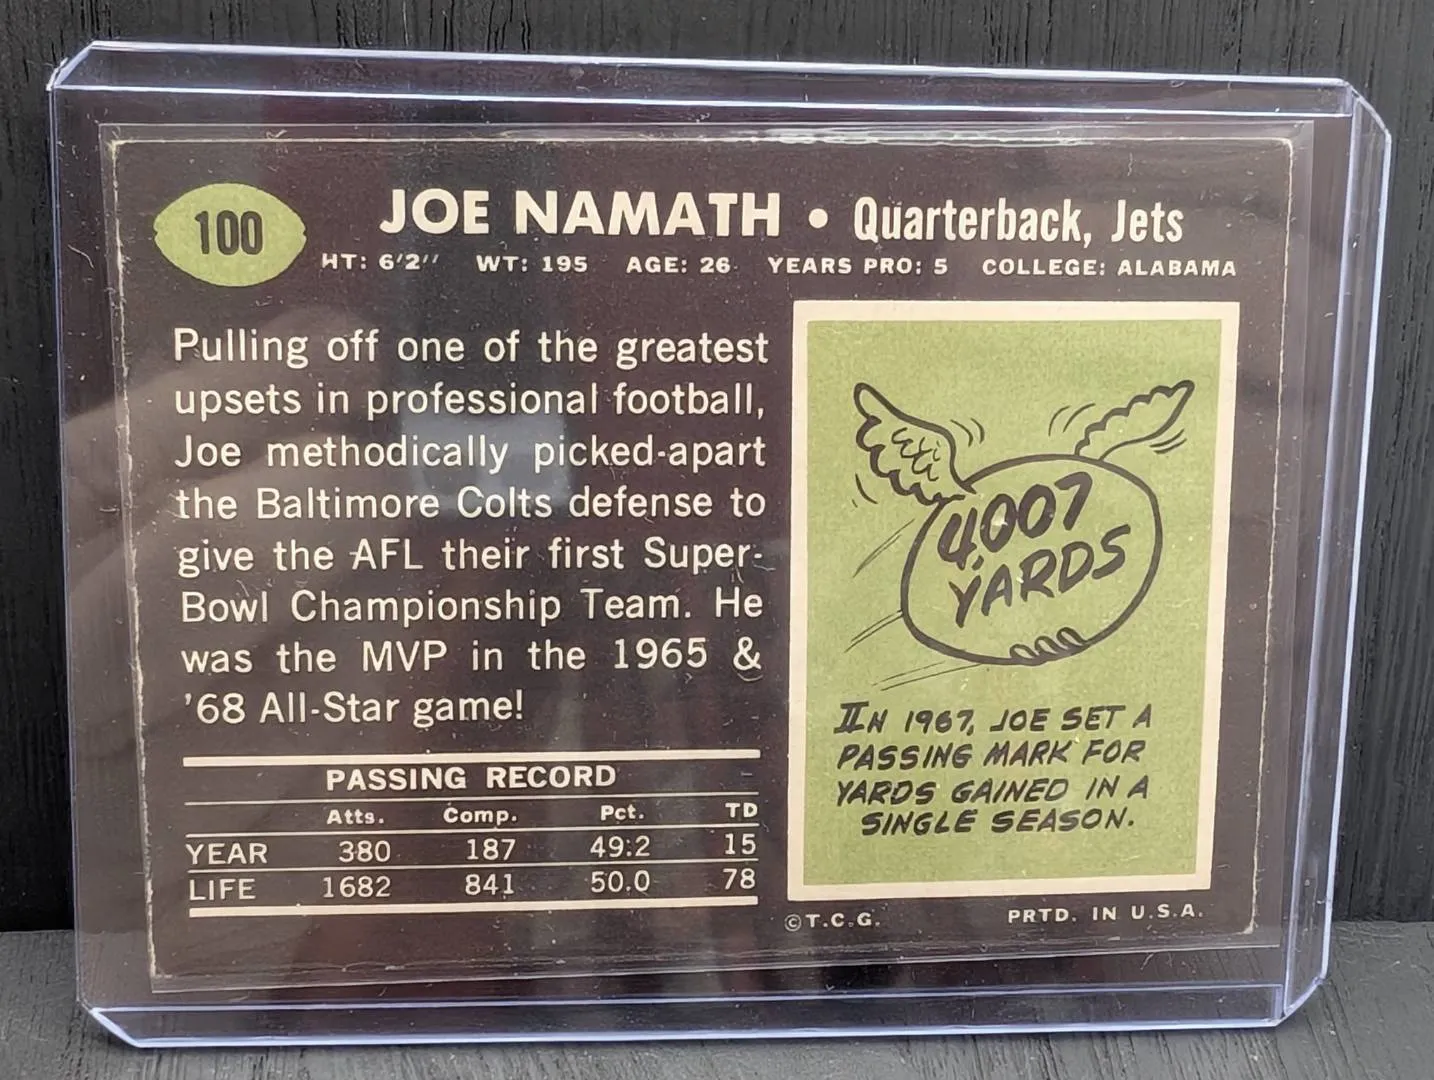 100
JOE NAMATH • Quarterback, Jets
HT: 6'2'' WT: 195 AGE: 26 YEARS PRO: 5 COLLEGE: ALABAMA
Pulling off one of the greatest
upsets in professional football,
Joe methodically picked-apart
the Baltimore Colts defense to
give the AFL their first Super-
Bowl Championship Team. He
was the MVP in the 1965 &
'68 All-Star game!
PASSING RECORD
Atts. Comp. Pct. TD
YEAR 380 187 49.2 15
LIFE 1682 841 50.0 78
4007
YARDS
IN 1967, JOE SET A
PASSING MARK FOR
YARDS GAINED IN A
SINGLE SEASON.
©T.C.G. PRTD. IN U.S.A.